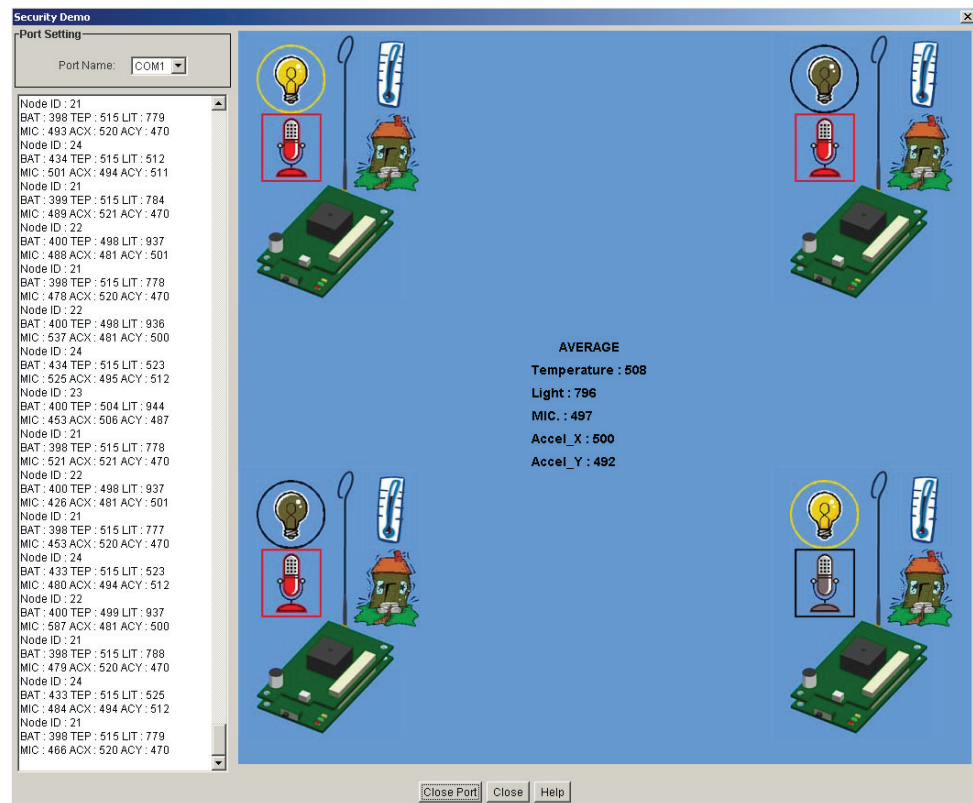 Security Demo
Port Setting
Port Name: COM1
Node ID : 21
BAT : 398 TEP : 515 LIT : 779
MIC : 493 ACX : 520 ACY : 470
Node ID : 24
BAT : 434 TEP : 515 LIT : 512
MIC : 501 ACX : 494 ACY : 511
Node ID : 21
BAT : 399 TEP : 515 LIT : 784
MIC : 489 ACX : 521 ACY : 470
Node ID : 22
BAT : 400 TEP : 498 LIT : 937
MIC : 488 ACX : 481 ACY : 501
Node ID : 21
BAT : 398 TEP : 515 LIT : 778
MIC : 478 ACX : 520 ACY : 470
Node ID : 22
BAT : 400 TEP : 498 LIT : 936
MIC : 537 ACX : 481 ACY : 500
Node ID : 24
BAT : 434 TEP : 515 LIT : 523
MIC : 525 ACX : 495 ACY : 512
Node ID : 23
BAT : 400 TEP : 504 LIT : 944
MIC : 453 ACX : 506 ACY : 487
Node ID : 21
BAT : 398 TEP : 515 LIT : 778
MIC : 521 ACX : 521 ACY : 470
Node ID : 22
BAT : 400 TEP : 498 LIT : 937
MIC : 426 ACX : 481 ACY : 501
Node ID : 21
BAT : 398 TEP : 515 LIT : 777
MIC : 453 ACX : 520 ACY : 470
Node ID : 24
BAT : 433 TEP : 515 LIT : 523
MIC : 480 ACX : 494 ACY : 512
Node ID : 22
BAT : 400 TEP : 499 LIT : 937
MIC : 587 ACX : 481 ACY : 500
Node ID : 21
BAT : 398 TEP : 515 LIT : 788
MIC : 479 ACX : 520 ACY : 470
Node ID : 24
BAT : 433 TEP : 515 LIT : 525
MIC : 484 ACX : 494 ACY : 512
Node ID : 21
BAT : 398 TEP : 515 LIT : 779
MIC : 466 ACX : 520 ACY : 470
AVERAGE
Temperature : 508
Light : 796
MIC. : 497
Accel_X : 500
Accel_Y : 492
Close Port Close Help